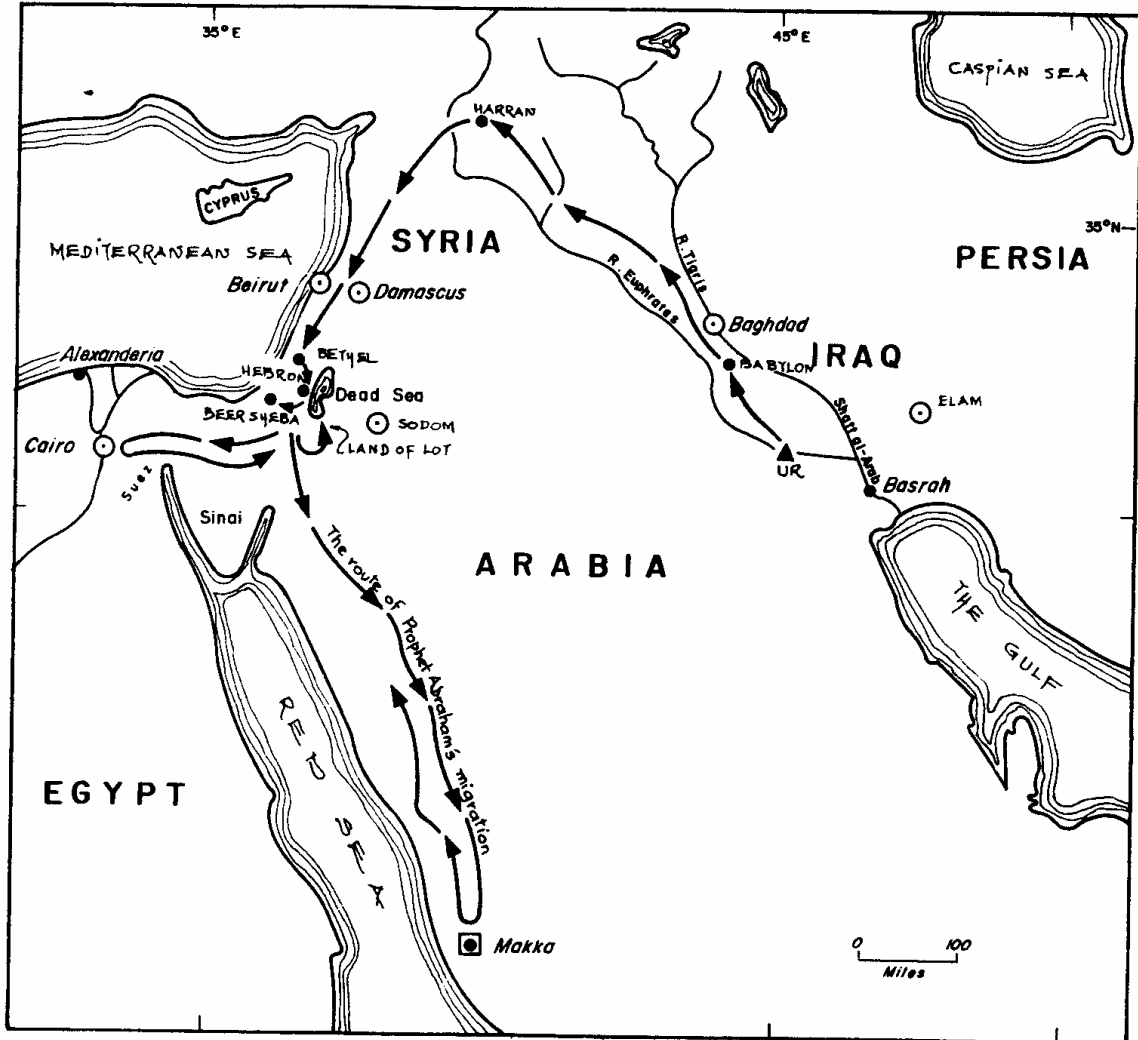 35°E
45°E
CASPIAN SEA
HARRAN
CYPRUS
SYRIA
35°N
MEDITERRANEAN SEA
R. Tigris
PERSIA
Beirut
Damascus
R. Euphrates
Baghdad
Alexanderia
BETHEL
BABYLON
IRAQ
HEBRON
Dead Sea
BEER SHEBA
SODOM
ELAM
Cairo
LAND OF LOT
Shatt al-Arab
UR
Suez
Basrah
Sinai
The route of Prophet Abraham's migration
ARABIA
THE GULF
RED SEA
EGYPT
Makka
0 100
Miles